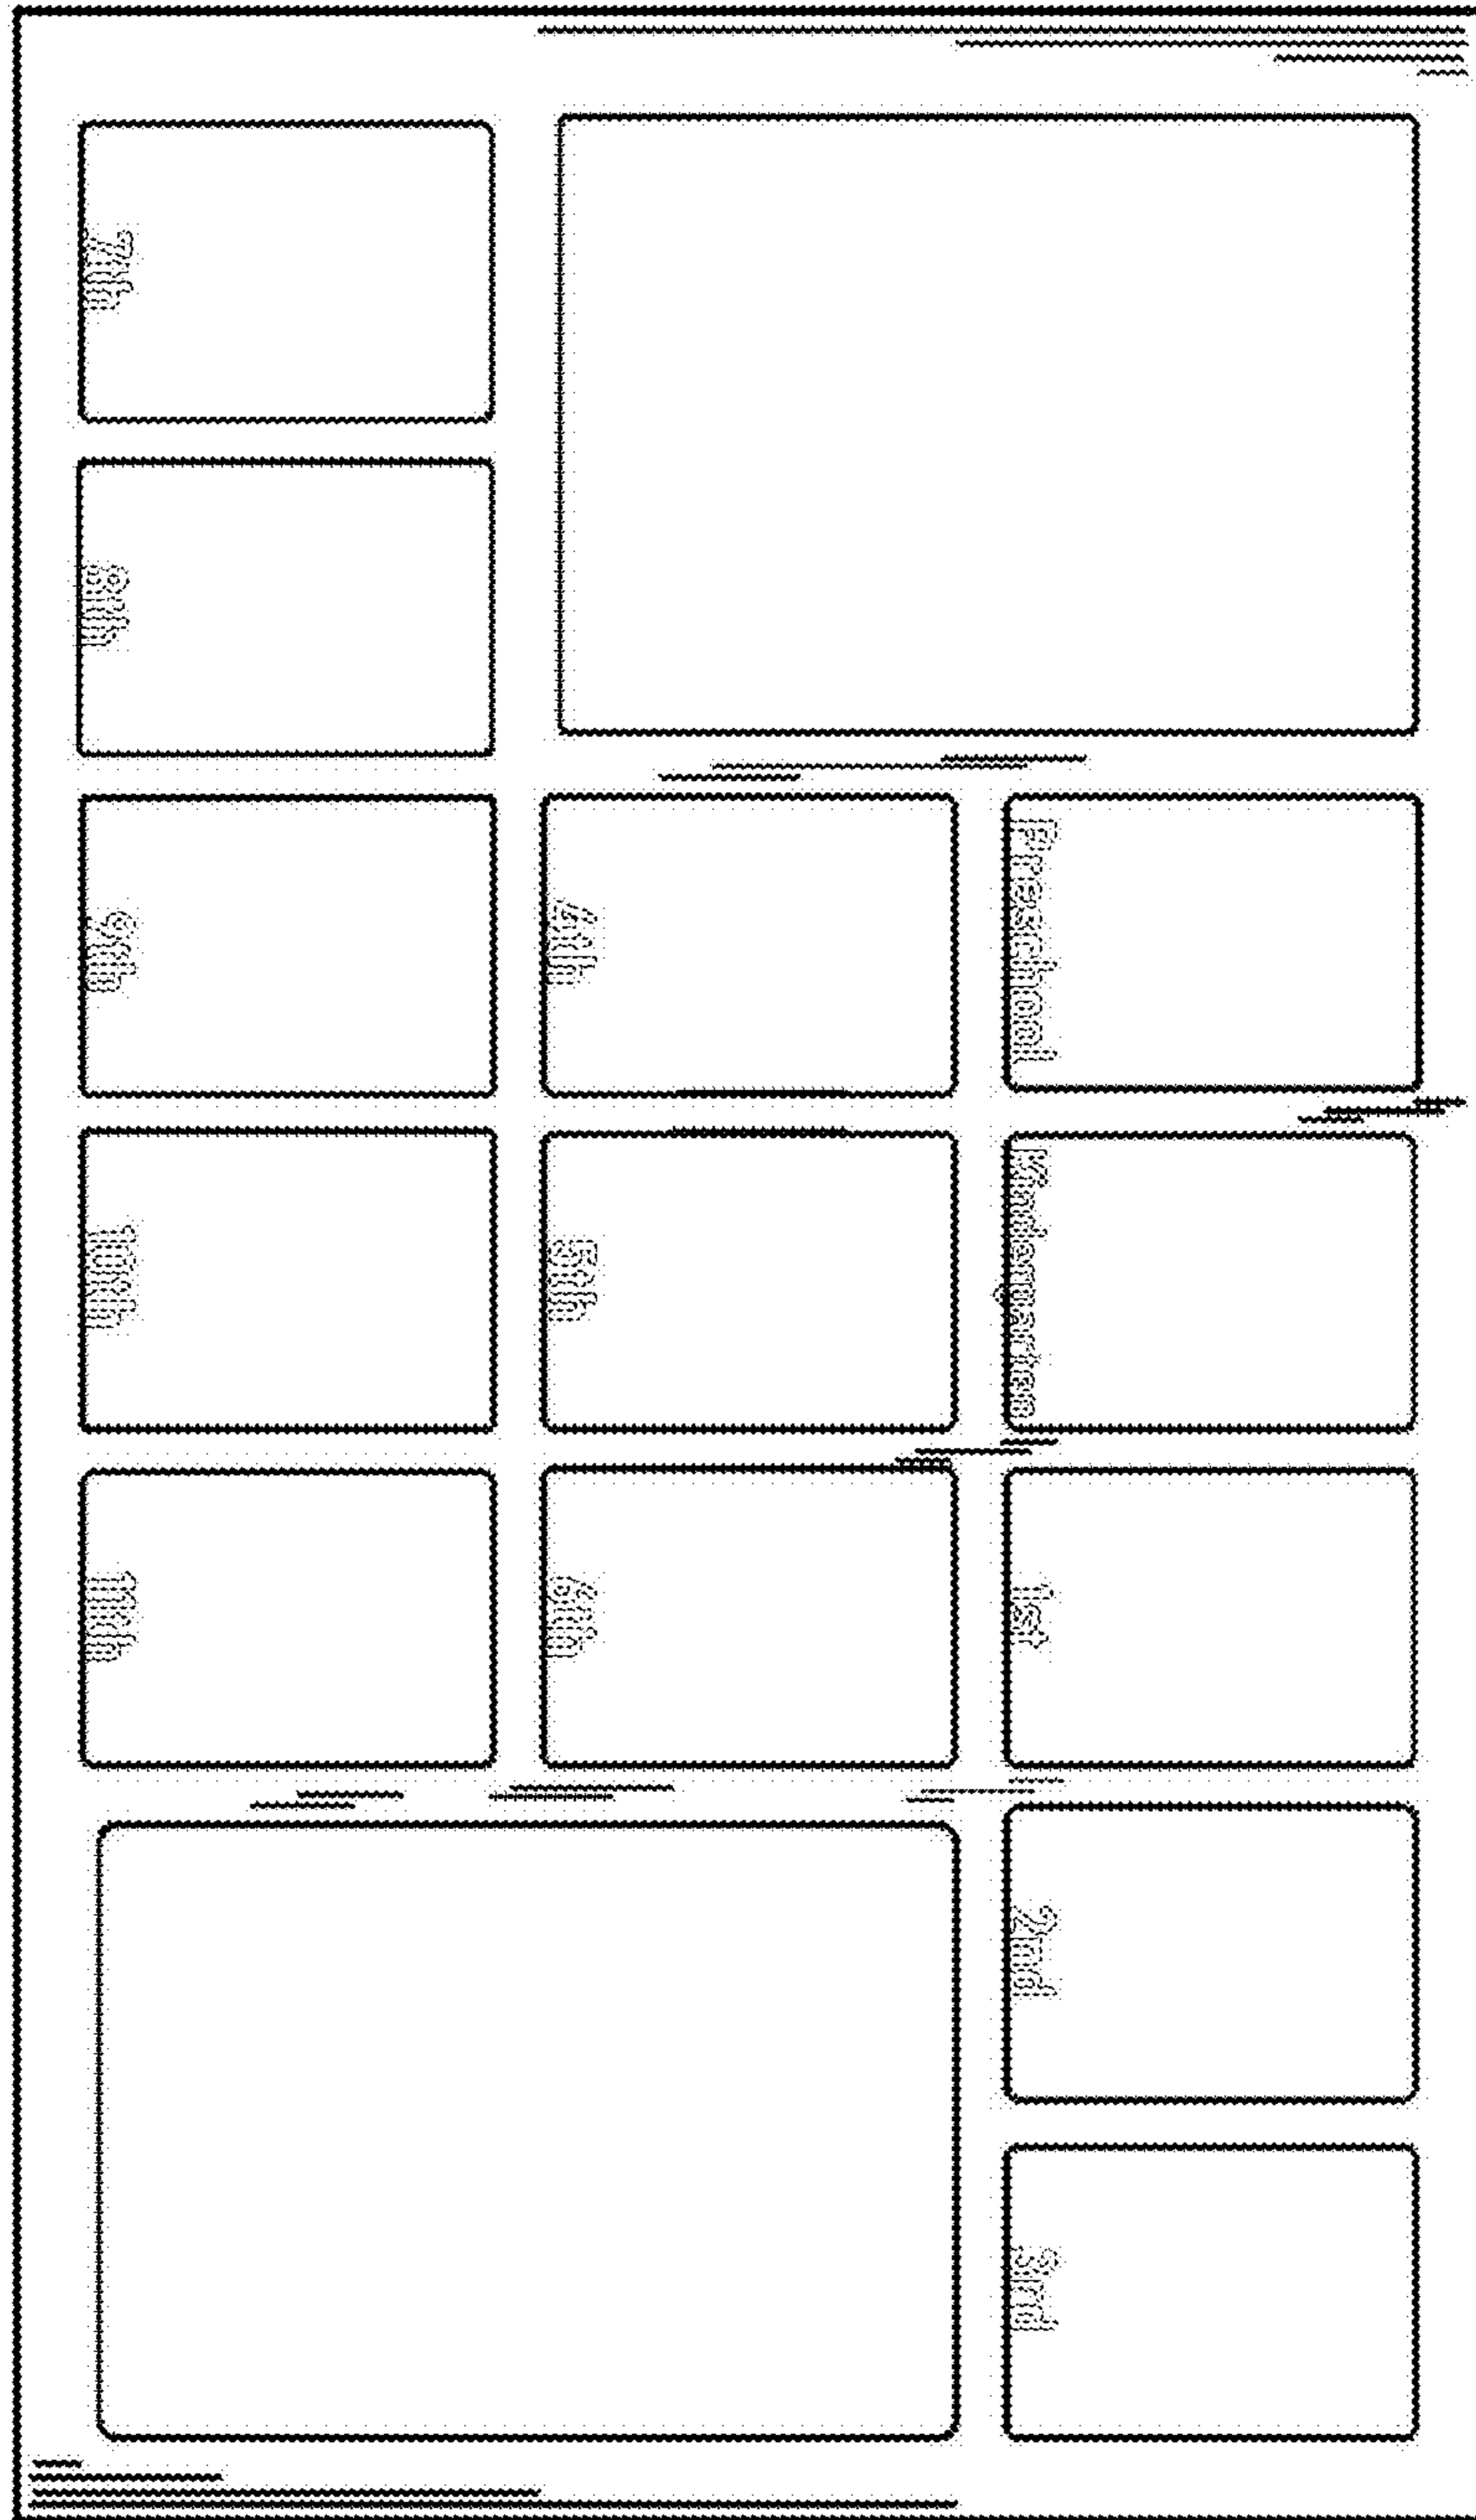 Preschool
Kindergarten
1st
2nd
3rd
4th
5th
6th
7th
8th
9th
10th
11th